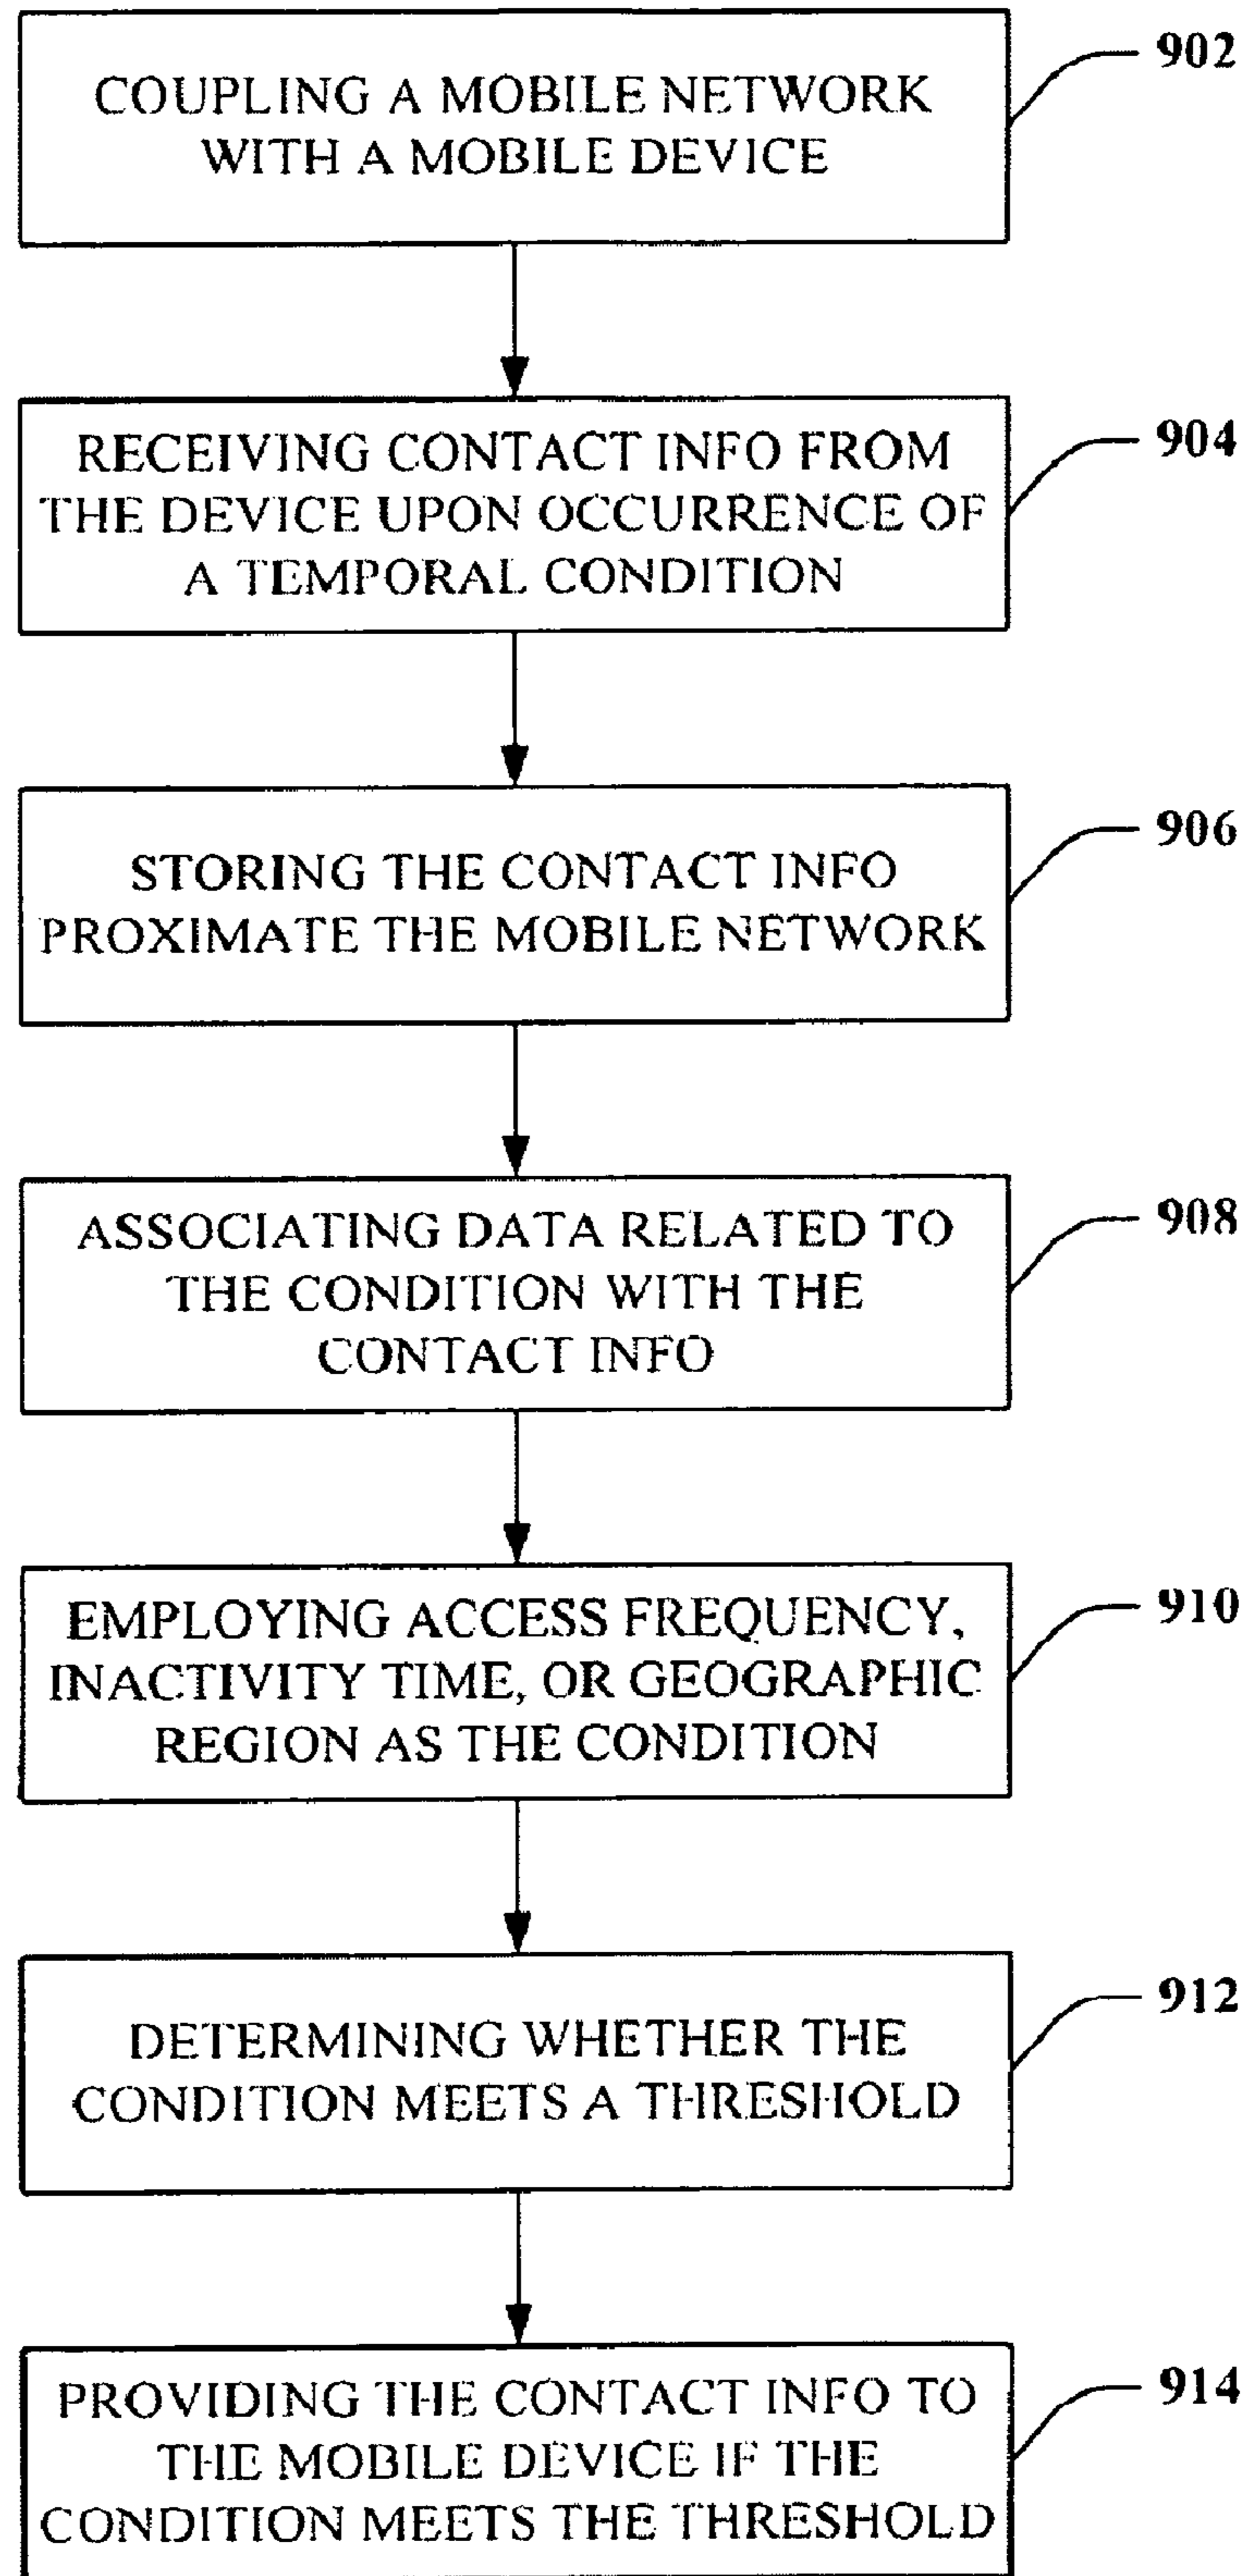 902
COUPLING A MOBILE NETWORK
WITH A MOBILE DEVICE
904
RECEIVING CONTACT INFO FROM
THE DEVICE UPON OCCURRENCE OF
A TEMPORAL CONDITION
906
STORING THE CONTACT INFO
PROXIMATE THE MOBILE NETWORK
908
ASSOCIATING DATA RELATED TO
THE CONDITION WITH THE
CONTACT INFO
910
EMPLOYING ACCESS FREQUENCY,
INACTIVITY TIME, OR GEOGRAPHIC
REGION AS THE CONDITION
912
DETERMINING WHETHER THE
CONDITION MEETS A THRESHOLD
914
PROVIDING THE CONTACT INFO TO
THE MOBILE DEVICE IF THE
CONDITION MEETS THE THRESHOLD